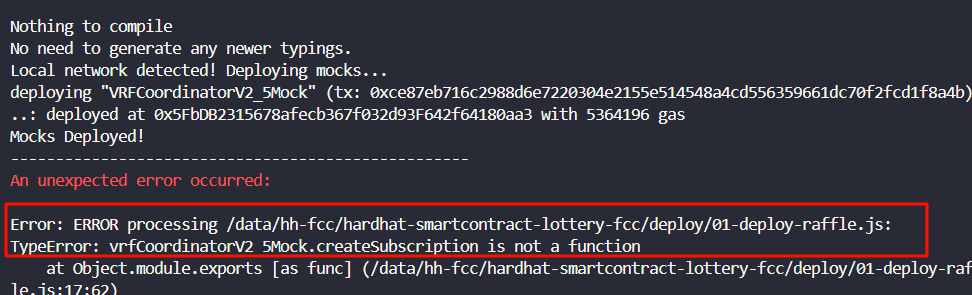 Nothing to compile
No need to generate any newer typings.
Local network detected! Deploying mocks...
deploying "VRFCoordinatorV2_5Mock" (tx: 0xce87eb716c2988d6e7220304e2155e514548a4cd556359661dc70f2fcd1f8a4b)
..: deployed at 0x5FbDB2315678afecb367f032d93F642f64180aa3 with 5364196 gas
Mocks Deployed!
--------------------------------------------------
An unexpected error occurred:
Error: ERROR processing /data/hh-fcc/hardhat-smartcontract-lottery-fcc/deploy/01-deploy-raffle.js:
TypeError: vrfCoordinatorV2_5Mock.createSubscription is not a function
at Object.module.exports [as func] (/data/hh-fcc/hardhat-smartcontract-lottery-fcc/deploy/01-deploy-raf
le.js:17:62)